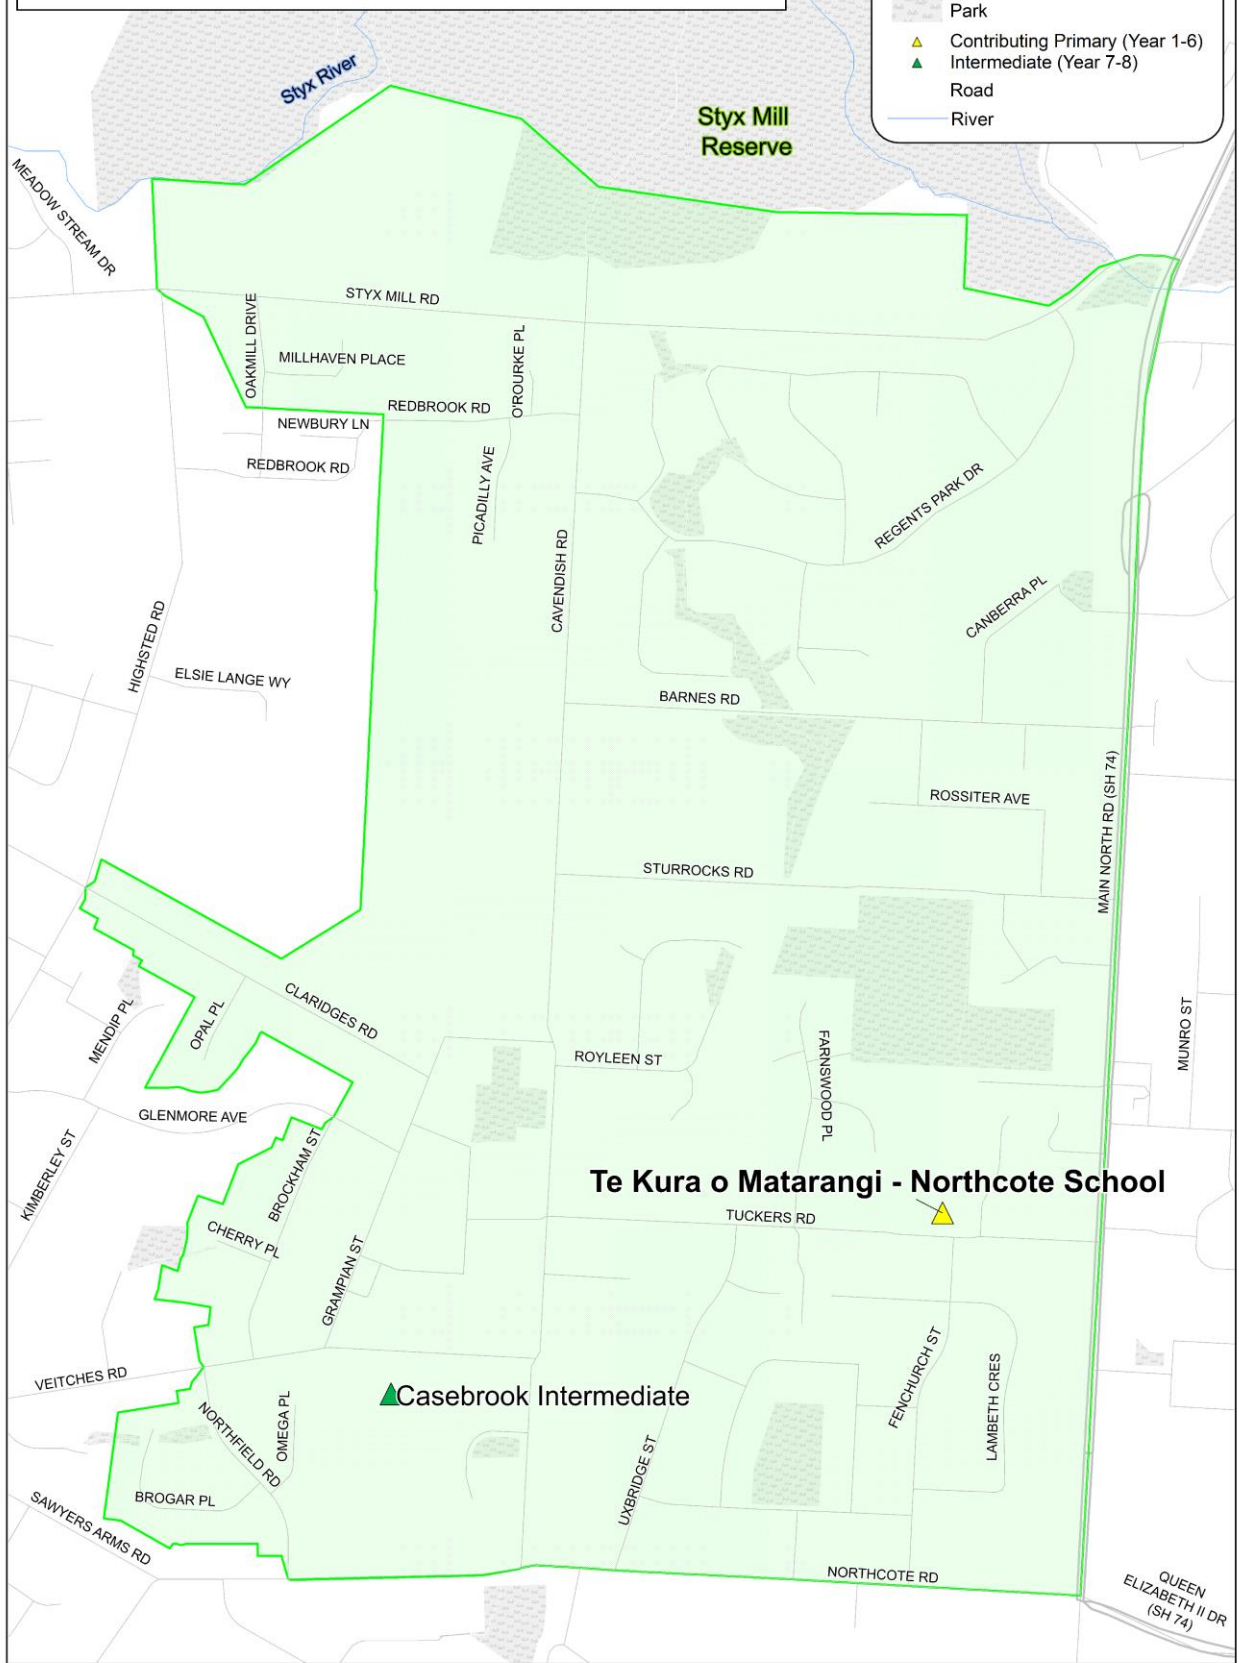 Park
Contributing Primary (Year 1-6)
Intermediate (Year 7-8)
Road
River
Styx River
Styx Mill
Reserve
MEADOW STREAM DR
STYX MILL RD
OAKMILL DRIVE
MILLHAVEN PLACE
O'ROURKE PL
REDBROOK RD
NEWBURY LN
REDBROOK RD
PICADILLY AVE
REGENTS PARK DR
CAVENDISH RD
CANBERRA PL
HIGHSTED RD
ELSIE LANGE WY
BARNES RD
MAIN NORTH RD (SH 74)
ROSSITER AVE
STURROCKS RD
CLARIDGES RD
OPAL PL
MENDIP PL
MUNRO ST
ROYLEEN ST
FARNSWOOD PL
GLENMORE AVE
KIMBERLEY ST
BROCKHAM ST
Te Kura o Matarangi - Northcote School
TUCKERS RD
CHERRY PL
GRAMPIAN ST
VEITCHES RD
Casebrook Intermediate
FENCHURCH ST
LAMBETH CRES
OMEGA PL
NORTHFIELD RD
UXBRIDGE ST
BROGAR PL
SAWYERS ARMS RD
NORTHCOTE RD
QUEEN
ELIZABETH II DR
(SH 74)